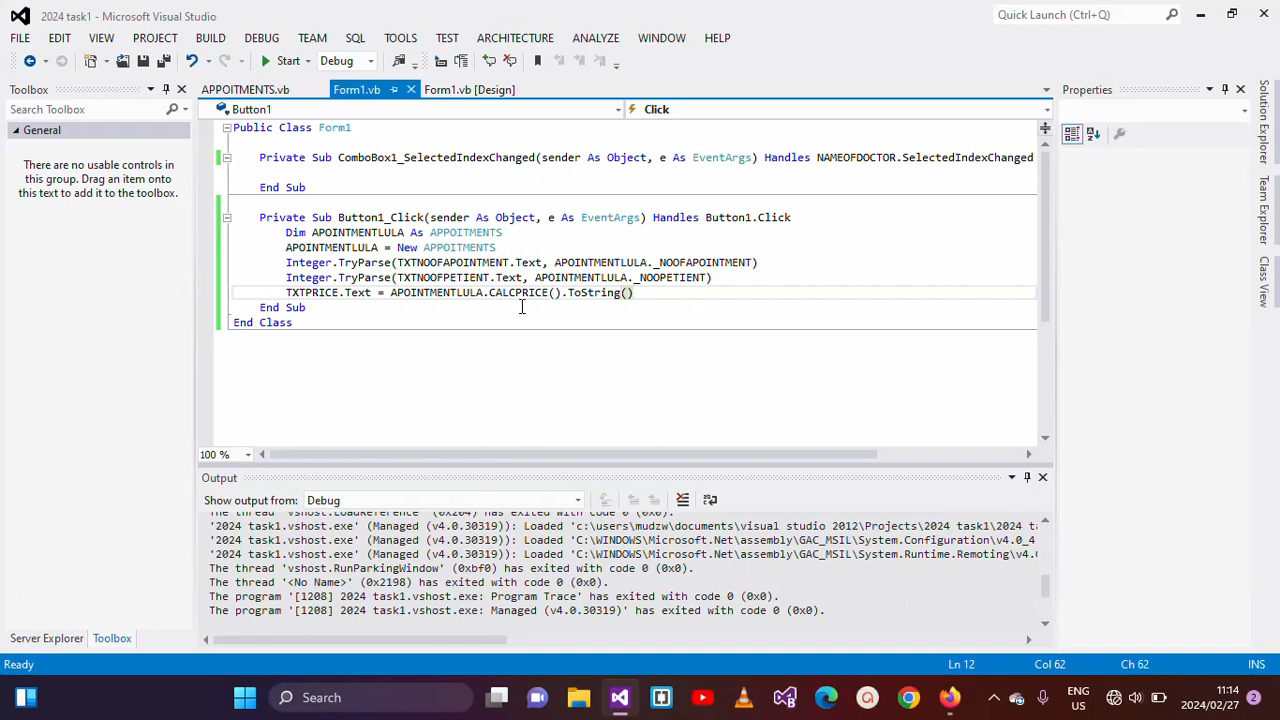 2024 task1 - Microsoft Visual Studio
Quick Launch (Ctrl+Q)
FILE EDIT VIEW PROJECT BUILD DEBUG TEAM SQL TOOLS TEST ARCHITECTURE ANALYZE WINDOW HELP
Start Debug
Toolbox
APPOITMENTS.vb Form1.vb Form1.vb [Design]
Properties
Search Toolbox
Button1 Click
General
There are no usable controls in
this group. Drag an item onto
this text to add it to the toolbox.
Public Class Form1
Private Sub ComboBox1_SelectedIndexChanged(sender As Object, e As EventArgs) Handles NAMEOFDOCTOR.SelectedIndexChanged
End Sub
Private Sub Button1_Click(sender As Object, e As EventArgs) Handles Button1.Click
Dim APOINTMENTLULA As APPOITMENTS
APOINTMENTLULA = New APPOITMENTS
Integer.TryParse(TXTNOOFAPOINTMENT.Text, APOINTMENTLULA._NOOFAPOINTMENT)
Integer.TryParse(TXTNOOFPETIENT.Text, APOINTMENTLULA._NOOPETIENT)
TXTPRICE.Text = APOINTMENTLULA.CALCPRICE().ToString()
End Sub
End Class
Solution Explorer
Team Explorer
Class View
100 %
Output
Show output from: Debug
The thread 'vshost.LoadReference' (0x204) has exited with code 0 (0x0).
'2024 task1.vshost.exe' (Managed (v4.0.30319)): Loaded 'c:\users\mudzw\documents\visual studio 2012\Projects\2024 task1\2024 t
'2024 task1.vshost.exe' (Managed (v4.0.30319)): Loaded 'C:\WINDOWS\Microsoft.Net\assembly\GAC_MSIL\System.Configuration\v4.0_4
'2024 task1.vshost.exe' (Managed (v4.0.30319)): Loaded 'C:\WINDOWS\Microsoft.Net\assembly\GAC_MSIL\System.Runtime.Remoting\v4.
The thread 'vshost.RunParkingWindow' (0xbf0) has exited with code 0 (0x0).
The thread '<No Name>' (0x2198) has exited with code 0 (0x0).
The program '[1208] 2024 task1.vshost.exe: Program Trace' has exited with code 0 (0x0).
The program '[1208] 2024 task1.vshost.exe: Managed (v4.0.30319)' has exited with code 0 (0x0).
Server Explorer Toolbox
Ready Ln 12 Col 62 Ch 62 INS
Search
ENG
US
11:14
2024/02/27
2